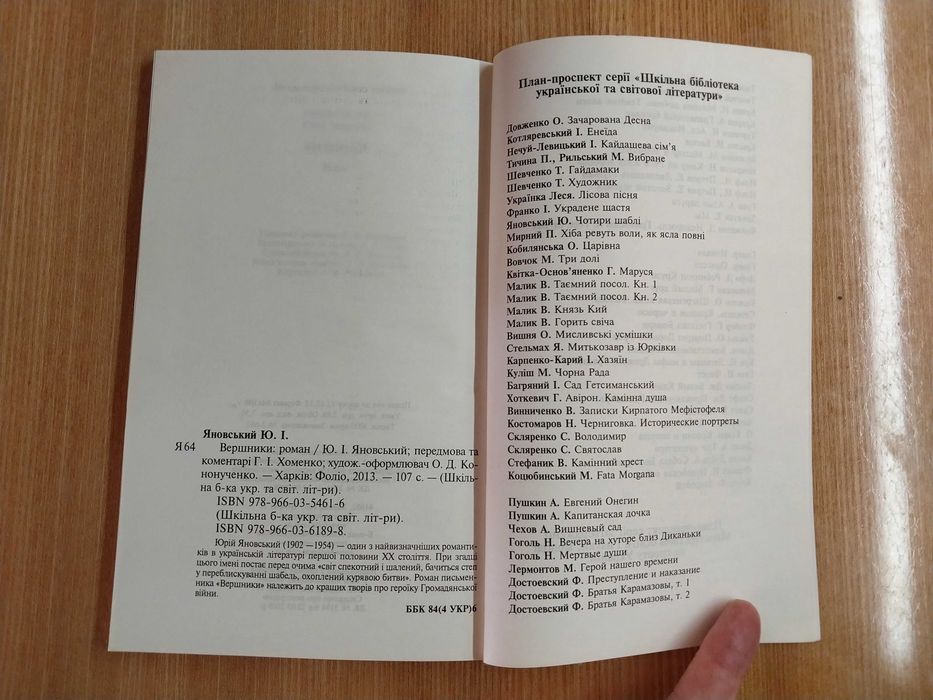 Яновський Ю. І.
Я 64 Вершники: роман / Ю. І. Яновський; передмова та
коментарі Г. І. Хоменко; худож.-оформлювач О. Д. Ко-
нонученко. — Харків: Фоліо, 2013. — 107 с. — (Шкіль-
на б-ка укр. та світ. літ-ри).
ISBN 978-966-03-5461-6
(Шкільна б-ка укр. та світ. літ-ри).
ISBN 978-966-03-6189-8.
Юрій Яновський (1902 —1954) — один з найвизначніших романти-
ків в українській літературі першої половини XX століття. При згадці
цього імені постає перед очима «світ спекотний і шалений, бачиться степ
у переблискуванні шабель, охоплений курявою битви». Роман письмен-
ника «Вершники» належить до кращих творів про героїку Громадянської
війни.
ББК 84(4 УКР)6
План-проспект серії «Шкільна бібліотека
української та світової літератури»
Довженко О. Зачарована Десна
Котляревський І. Енеїда
Нечуй-Левицький І. Кайдашева сім’я
Тичина П., Рильський М. Вибране
Шевченко Т. Гайдамаки
Шевченко Т. Художник
Українка Леся. Лісова пісня
Франко І. Украдене щастя
Яновський Ю. Чотири шаблі
Мирний П. Хіба ревуть воли, як ясла повні
Кобилянська О. Царівна
Вовчок М. Три долі
Квітка-Основ’яненко Г. Маруся
Малик В. Таємний посол. Кн. 1
Малик В. Таємний посол. Кн. 2
Малик В. Князь Кий
Малик В. Горить свіча
Вишня О. Мисливські усмішки
Стельмах Я. Митькозавр із Юрківки
Карпенко-Карий І. Хазяїн
Куліш М. Чорна Рада
Багряний І. Сад Гетсиманський
Хоткевич Г. Авірон. Камінна душа
Винниченко В. Записки Кирпатого Мефістофеля
Костомаров Н. Черниговка. Исторические портреты
Скляренко С. Володимир
Скляренко С. Святослав
Стефаник В. Камінний хрест
Коцюбинський М. Fata Morgana
Пушкин А. Евгений Онегин
Пушкин А. Капитанская дочка
Чехов А. Вишневый сад
Гоголь Н. Вечера на хуторе близ Диканьки
Гоголь Н. Мертвые души
Лермонтов М. Герой нашего времени
Достоевский Ф. Преступление и наказание
Достоевский Ф. Братья Карамазовы, т. 1
Достоевский Ф. Братья Карамазовы, т. 2